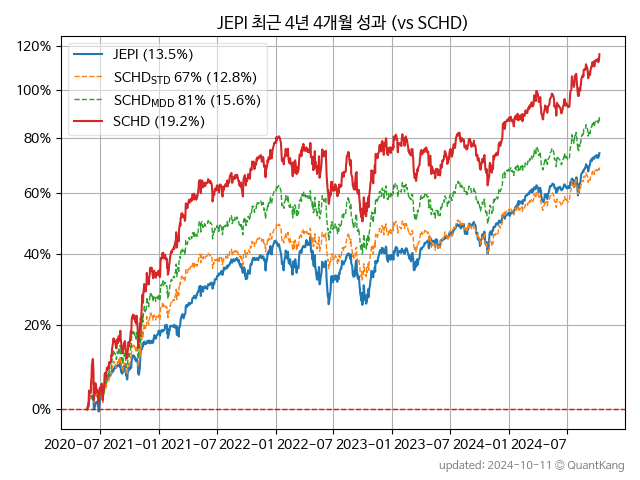 JEPI 최근 4년 4개월 성과 (vs SCHD)
120%
100%
80%
60%
40%
20%
0%
JEPI (13.5%)
SCHD_STD 67% (12.8%)
SCHD_MDD 81% (15.6%)
SCHD (19.2%)
2020-07 2021-01 2021-07 2022-01 2022-07 2023-01 2023-07 2024-01 2024-07
updated: 2024-10-11 © QuantKang